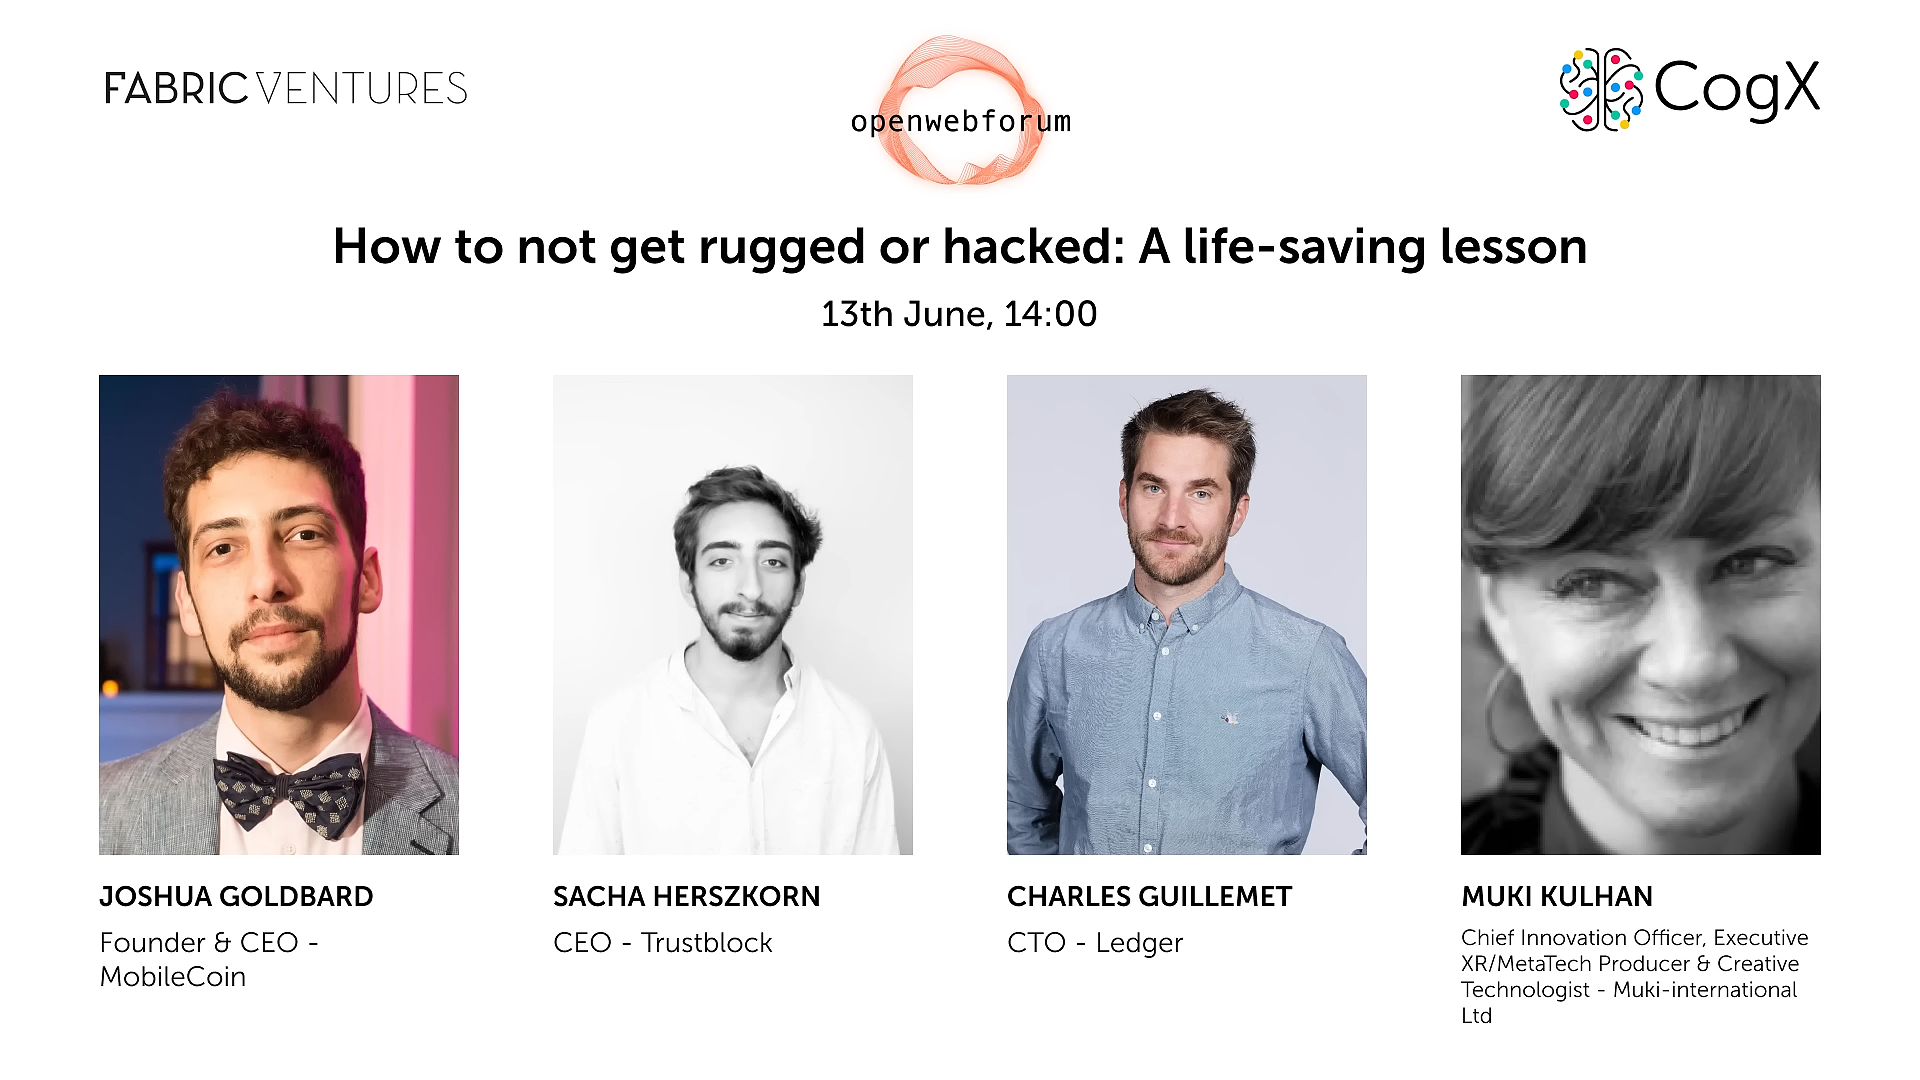 FABRIC VENTURES
openwebforum
CogX
How to not get rugged or hacked: A life-saving lesson
13th June, 14:00
JOSHUA GOLDBARD
Founder & CEO -
MobileCoin
SACHA HERSZKORN
CEO - Trustblock
CHARLES GUILLEMET
CTO - Ledger
MUKI KULHAN
Chief Innovation Officer, Executive
XR/MetaTech Producer & Creative
Technologist - Muki-international
Ltd